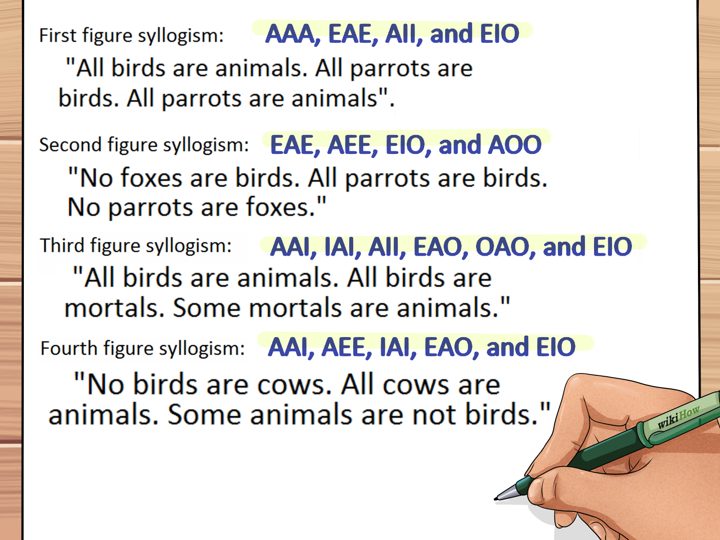 First figure syllogism: AAA, EAE, AII, and EIO
"All birds are animals. All parrots are
birds. All parrots are animals".
Second figure syllogism: EAE, AEE, EIO, and AOO
"No foxes are birds. All parrots are birds.
No parrots are foxes."
Third figure syllogism: AAI, IAI, AII, EAO, OAO, and EIO
"All birds are animals. All birds are
mortals. Some mortals are animals."
Fourth figure syllogism: AAI, AEE, IAI, EAO, and EIO
"No birds are cows. All cows are
animals. Some animals are not birds."
wikiHow